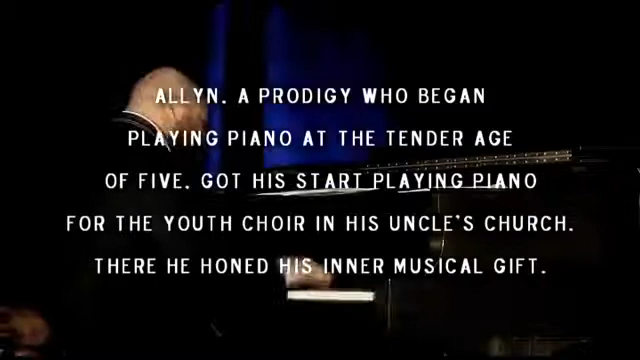 ALLYN. A PRODIGY WHO BEGAN
PLAYING PIANO AT THE TENDER AGE
OF FIVE. GOT HIS START PLAYING PIANO
FOR THE YOUTH CHOIR IN HIS UNCLE'S CHURCH.
THERE HE HONED HIS INNER MUSICAL GIFT.